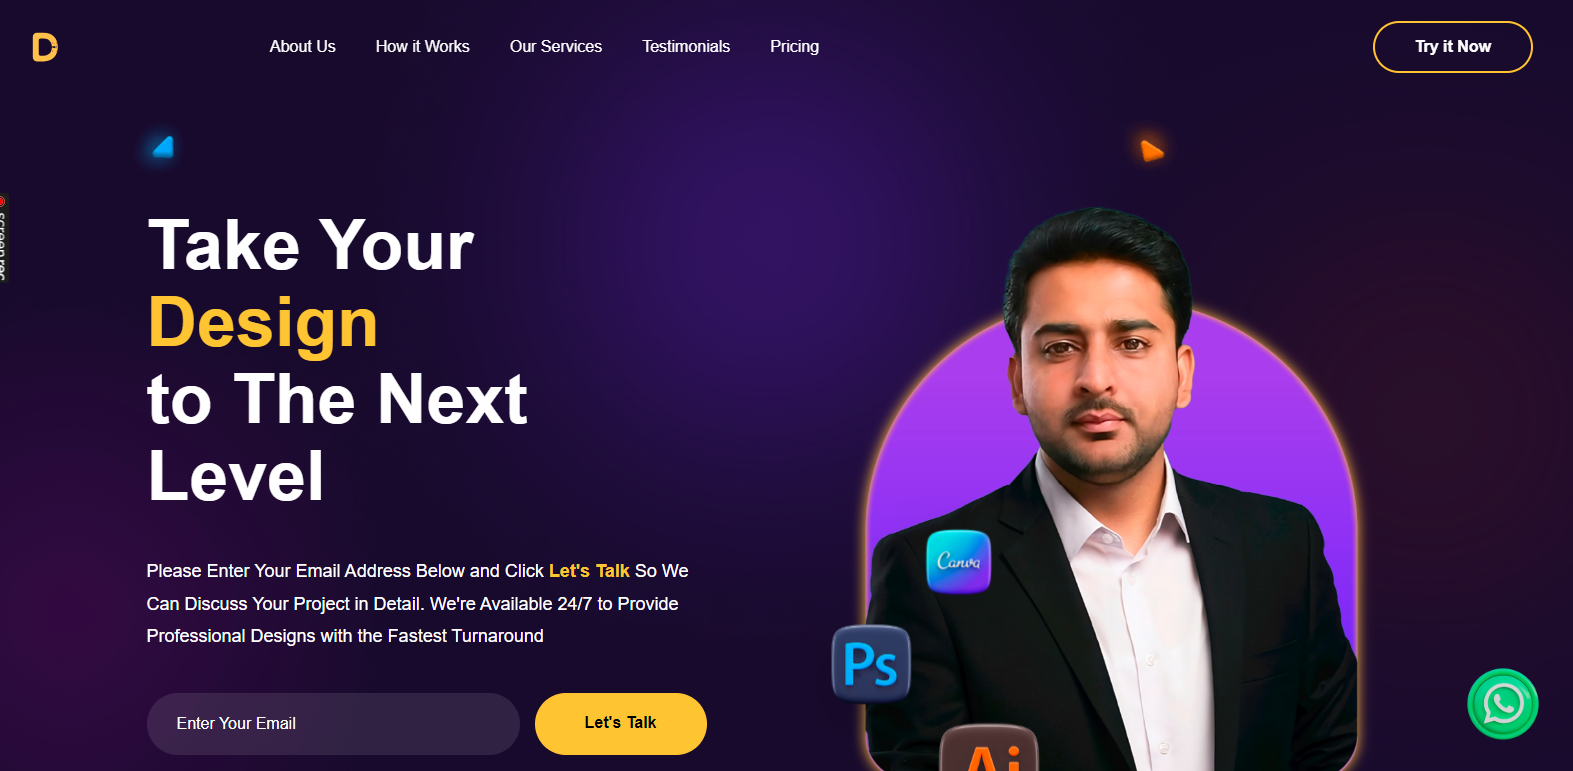 D
About Us
How it Works
Our Services
Testimonials
Pricing
Try it Now
screen rec
Take Your
Design
to The Next
Level
Please Enter Your Email Address Below and Click Let's Talk So We
Can Discuss Your Project in Detail. We're Available 24/7 to Provide
Professional Designs with the Fastest Turnaround
Enter Your Email
Let's Talk
Canva
Ps
Ai